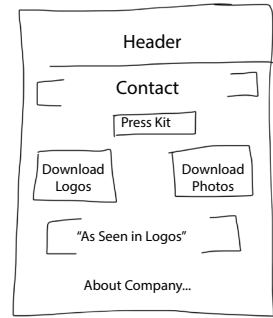 Header
Contact
Press Kit
Download
Logos
Download
Photos
“As Seen in Logos”
About Company...